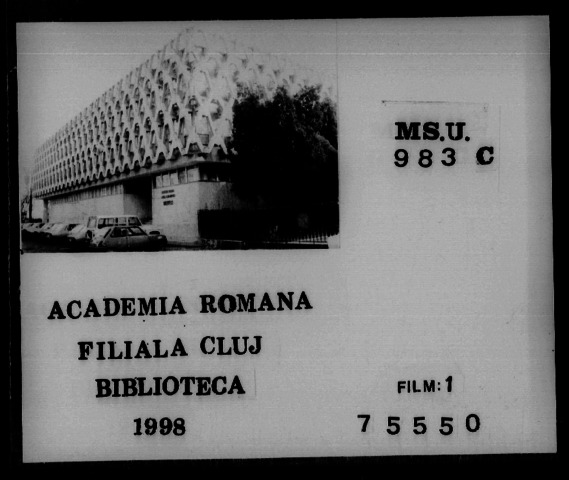 MS.U.
983 C
ACADEMIA ROMANA
FILIALA CLUJ
BIBLIOTECA
1998
FILM: 1
75550